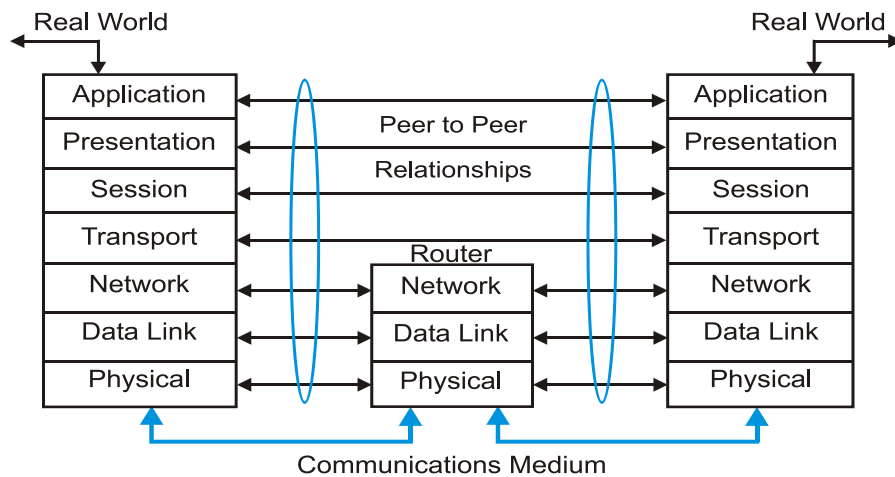 Real World
Real World
Application
Application
Peer to Peer
Presentation
Presentation
Relationships
Session
Session
Transport
Transport
Router
Network
Network
Network
Data Link
Data Link
Data Link
Physical
Physical
Physical
Communications Medium